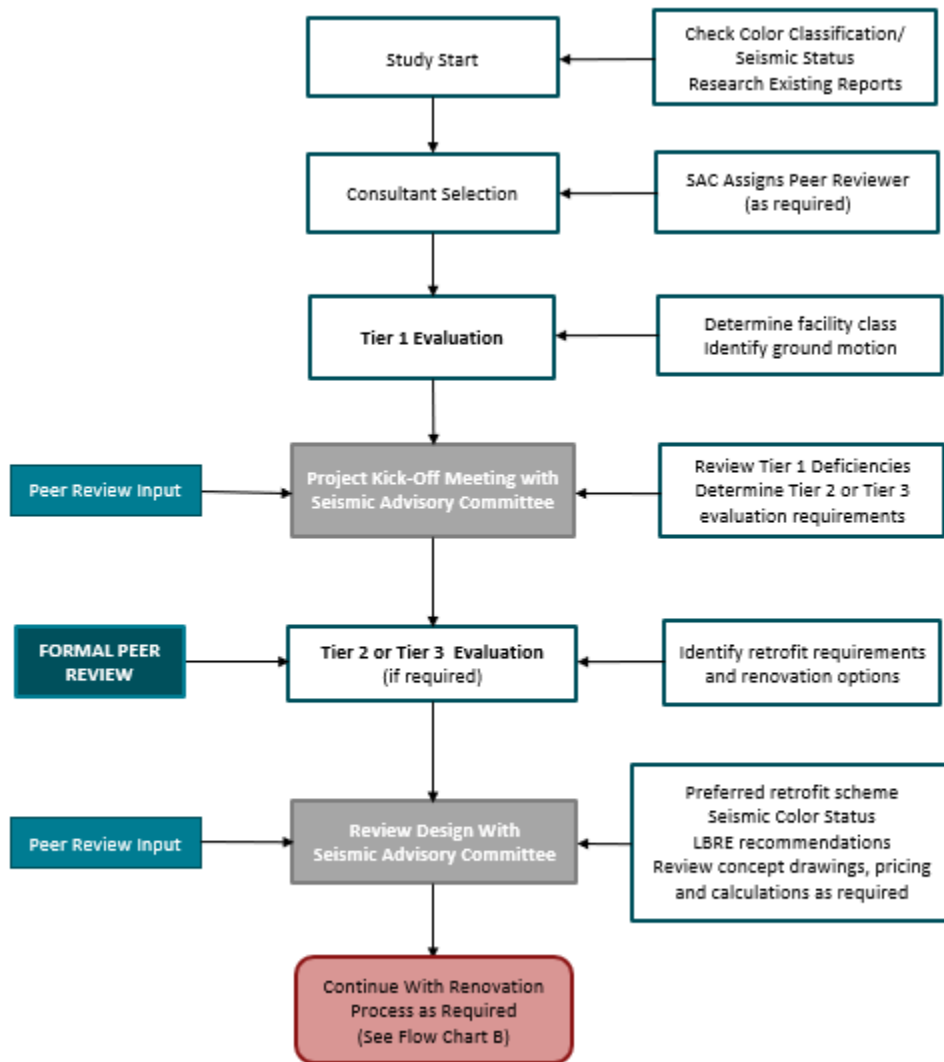 Study Start
Check Color Classification/
Seismic Status
Research Existing Reports
Consultant Selection
SAC Assigns Peer Reviewer
(as required)
Tier 1 Evaluation
Determine facility class
Identify ground motion
Peer Review Input
Project Kick-Off Meeting with
Seismic Advisory Committee
Review Tier 1 Deficiencies
Determine Tier 2 or Tier 3
evaluation requirements
FORMAL PEER
REVIEW
Tier 2 or Tier 3 Evaluation
(if required)
Identify retrofit requirements
and renovation options
Peer Review Input
Review Design With
Seismic Advisory Committee
Preferred retrofit scheme
Seismic Color Status
LBRE recommendations
Review concept drawings, pricing
and calculations as required
Continue With Renovation
Process as Required
(See Flow Chart B)